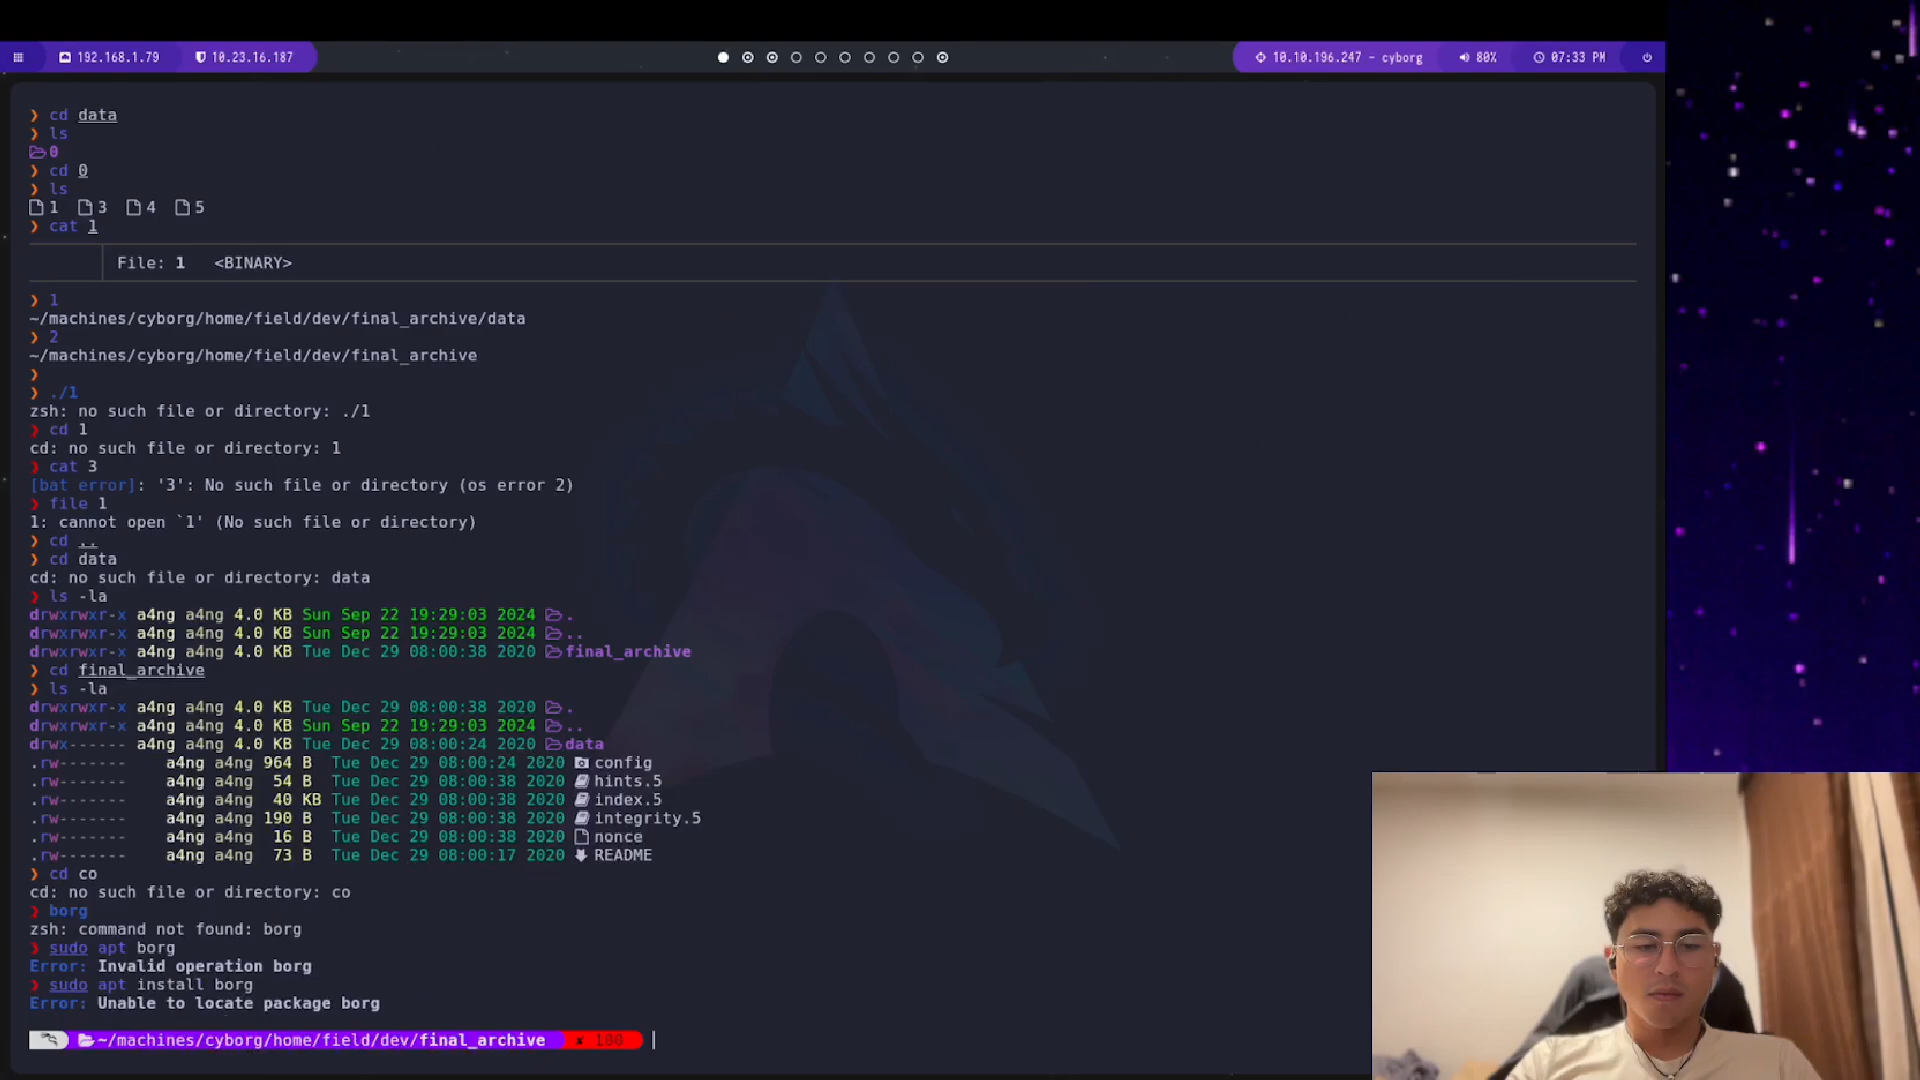 192.168.1.79 10.23.16.187 10.10.196.247 - cyborg 80% 07:33 PM
❯ cd data
❯ ls
0
❯ cd 0
❯ ls
1 3 4 5
❯ cat 1
File: 1 <BINARY>
❯ 1
~/machines/cyborg/home/field/dev/final_archive/data
❯ 2
~/machines/cyborg/home/field/dev/final_archive
❯
❯ ./1
zsh: no such file or directory: ./1
❯ cd 1
cd: no such file or directory: 1
❯ cat 3
[bat error]: '3': No such file or directory (os error 2)
❯ file 1
1: cannot open `1' (No such file or directory)
❯ cd ..
❯ cd data
cd: no such file or directory: data
❯ ls -la
drwxrwxr-x a4ng a4ng 4.0 KB Sun Sep 22 19:29:03 2024 .
drwxrwxr-x a4ng a4ng 4.0 KB Sun Sep 22 19:29:03 2024 ..
drwxrwxr-x a4ng a4ng 4.0 KB Tue Dec 29 08:00:38 2020 final_archive
❯ cd final_archive
❯ ls -la
drwxrwxr-x a4ng a4ng 4.0 KB Tue Dec 29 08:00:38 2020 .
drwxrwxr-x a4ng a4ng 4.0 KB Sun Sep 22 19:29:03 2024 ..
drwx------ a4ng a4ng 4.0 KB Tue Dec 29 08:00:24 2020 data
.rw------- a4ng a4ng 964 B Tue Dec 29 08:00:24 2020 config
.rw------- a4ng a4ng 54 B Tue Dec 29 08:00:38 2020 hints.5
.rw------- a4ng a4ng 40 KB Tue Dec 29 08:00:38 2020 index.5
.rw------- a4ng a4ng 190 B Tue Dec 29 08:00:38 2020 integrity.5
.rw------- a4ng a4ng 16 B Tue Dec 29 08:00:38 2020 nonce
.rw------- a4ng a4ng 73 B Tue Dec 29 08:00:17 2020 README
❯ cd co
cd: no such file or directory: co
❯ borg
zsh: command not found: borg
❯ sudo apt borg
Error: Invalid operation borg
❯ sudo apt install borg
Error: Unable to locate package borg
~/machines/cyborg/home/field/dev/final_archive ✘ 100